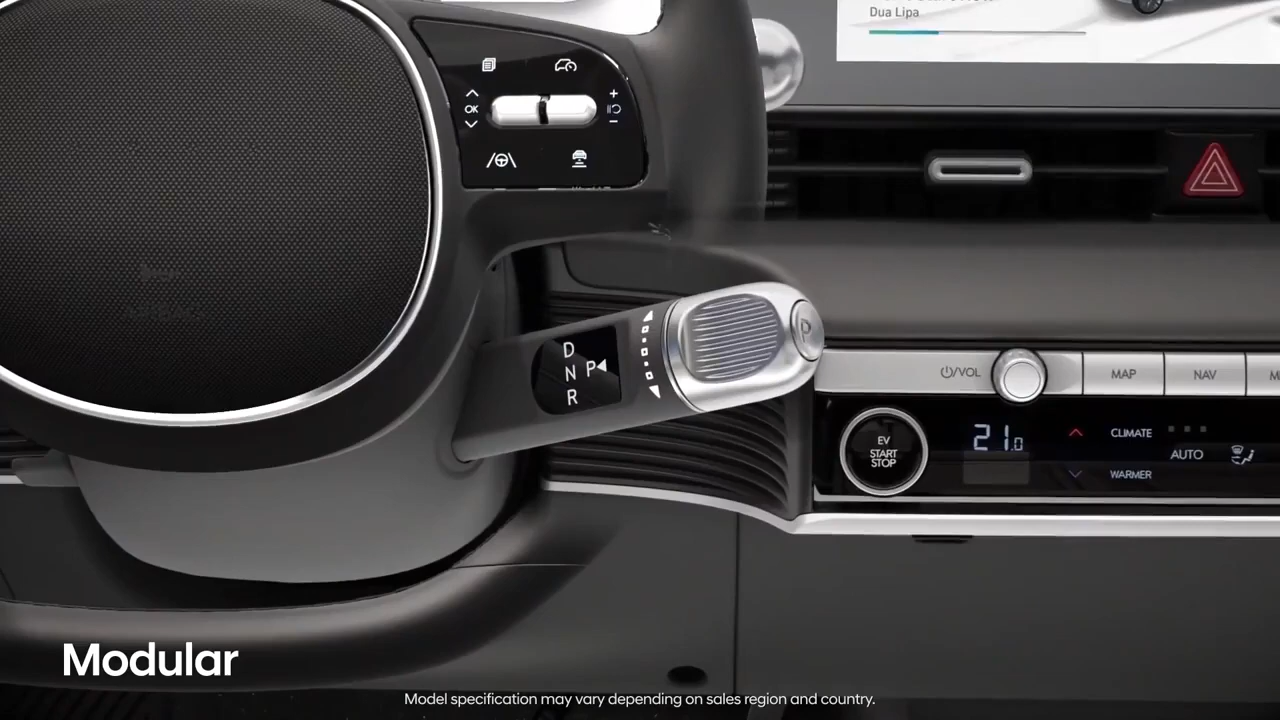 Dua Lipa
OK
+
−
D
N
R
P
P
/VOL
MAP
NAV
EV
START
STOP
21.0
CLIMATE
AUTO
WARMER
Modular
Model specification may vary depending on sales region and country.